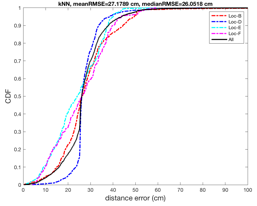 kNN, meanRMSE=27.1789 cm, medianRMSE=26.0518 cm
1
0.9
0.8
0.7
0.6
0.5
0.4
0.3
0.2
0.1
0
CDF
Loc-B
Loc-D
Loc-E
Loc-F
All
0 10 20 30 40 50 60 70 80 90 100
distance error (cm)